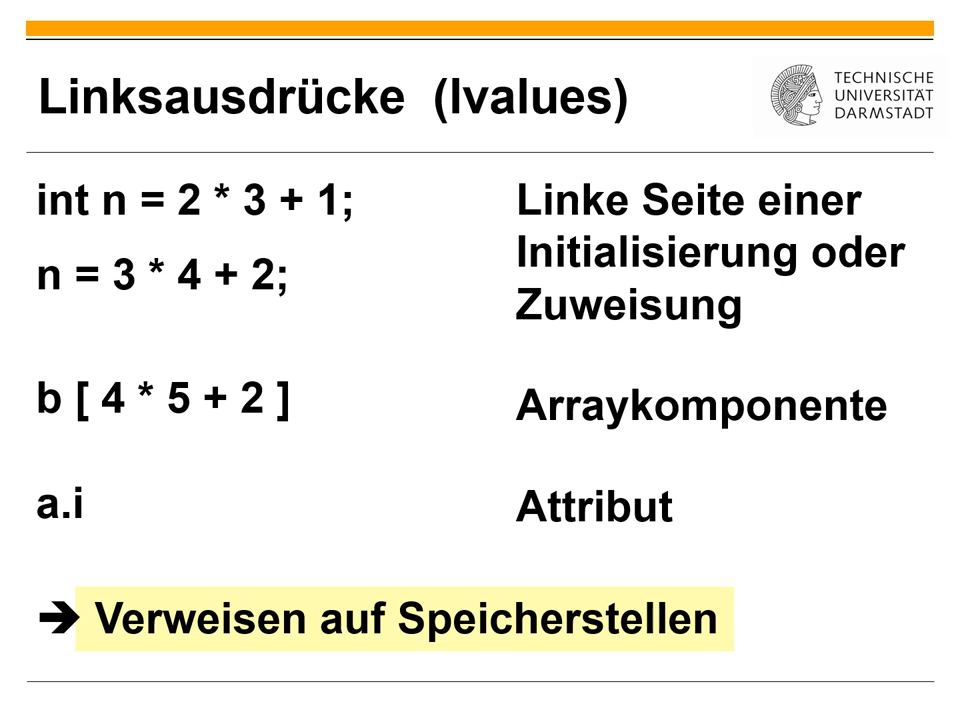 Linksausdrücke (lvalues)
TECHNISCHE
UNIVERSITÄT
DARMSTADT
int n = 2 * 3 + 1;
n = 3 * 4 + 2;
Linke Seite einer
Initialisierung oder
Zuweisung
b [ 4 * 5 + 2 ]
Arraykomponente
a.i
Attribut
➔ Verweisen auf Speicherstellen